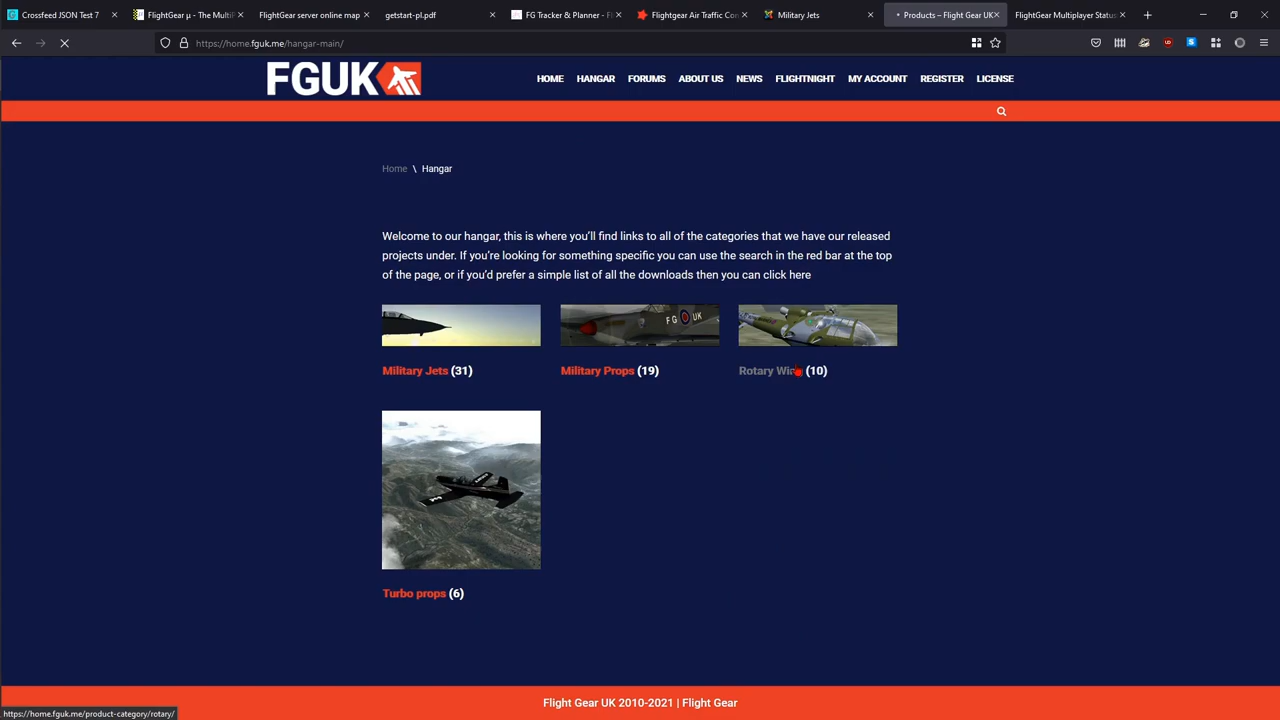 Crossfeed JSON Test 7
FlightGear μ - The MultiP
FlightGear server online map
getstart-pl.pdf
FG Tracker & Planner - Fl
Flightgear Air Traffic Con
Military Jets
Products – Flight Gear UK
FlightGear Multiplayer Status
https://home.fguk.me/hangar-main/
FGUK
HOME HANGAR FORUMS ABOUT US NEWS FLIGHTNIGHT MY ACCOUNT REGISTER LICENSE
Home \ Hangar
Welcome to our hangar, this is where you'll find links to all of the categories that we have our released
projects under. If you're looking for something specific you can use the search in the red bar at the top
of the page, or if you'd prefer a simple list of all the downloads then you can click here
FG UK
Military Jets (31)
Military Props (19)
Rotary Wing (10)
Turbo props (6)
Flight Gear UK 2010-2021 | Flight Gear
https://home.fguk.me/product-category/rotary/